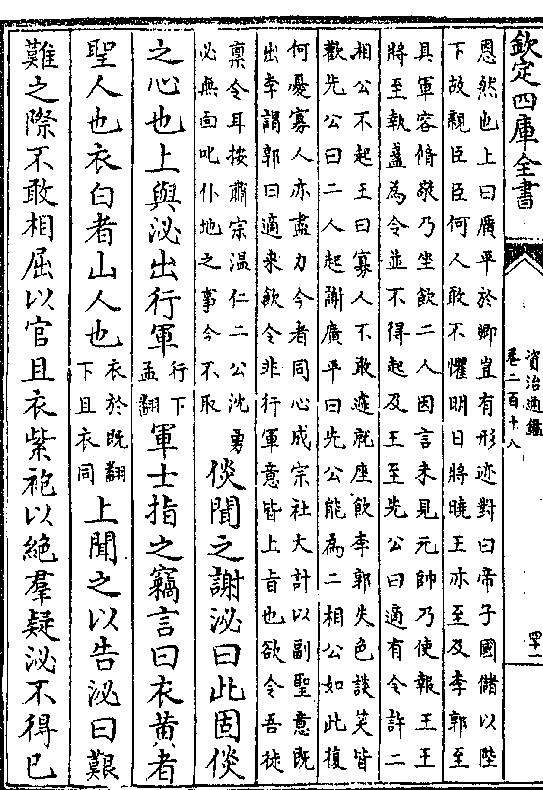 欽定四庫全書
資治通鑑
卷二百十八
四十一
恩然也上曰廣平於卿豈有形迹對曰帝子國儲以陛
下故親臣臣何人敢不懼明日將曉王亦至及李郭至
具軍容脩敬乃坐飲二人因言未見元帥乃使報王王
將至執盞為令並不得起及王至先公曰適有令許二
相公不起王曰寡人不敢遽就座飲李郭失色談笑皆
歡先公曰二人起謝廣平曰先公能為二相公如此復
何憂寡人亦盡力今者同心成宗社大計以副聖意既
出李謂郭曰適來飲令非行軍意皆上旨也欲令吾徒
禀令耳按肅宗温仁二公沈勇
必無面叱仆地之事今不取
倓聞之謝泌曰此固倓
之心也上與泌出行軍行下孟翻軍士指之竊言曰衣黄者
聖人也衣白者山人也衣於既翻下且衣同上聞之以告泌曰艱
難之際不敢相屈以官且衣紫袍以絶羣疑泌不得已